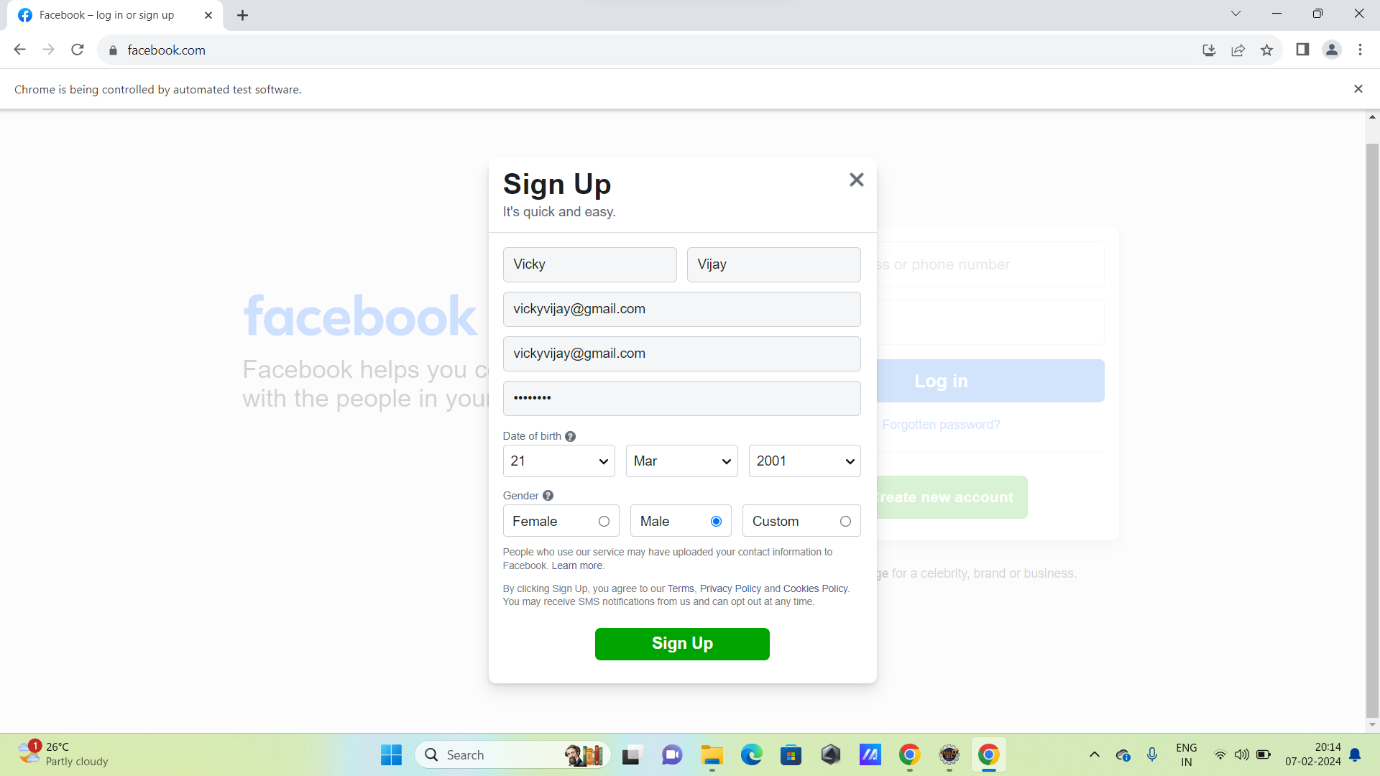 Facebook – log in or sign up
facebook.com
Chrome is being controlled by automated test software.
Sign Up
It's quick and easy.
Vicky
Vijay
vickyvijay@gmail.com
vickyvijay@gmail.com
••••••••
Date of birth ?
21
Mar
2001
Gender ?
Female
Male
Custom
People who use our service may have uploaded your contact information to
Facebook. Learn more.
By clicking Sign Up, you agree to our Terms, Privacy Policy and Cookies Policy.
You may receive SMS notifications from us and can opt out at any time.
Sign Up
facebook
Facebook helps you
with the people in
or phone number
Log in
Forgotten password?
new account
for a celebrity, brand or business.
1
26°C
Partly cloudy
Search
ENG
IN
20:14
07-02-2024